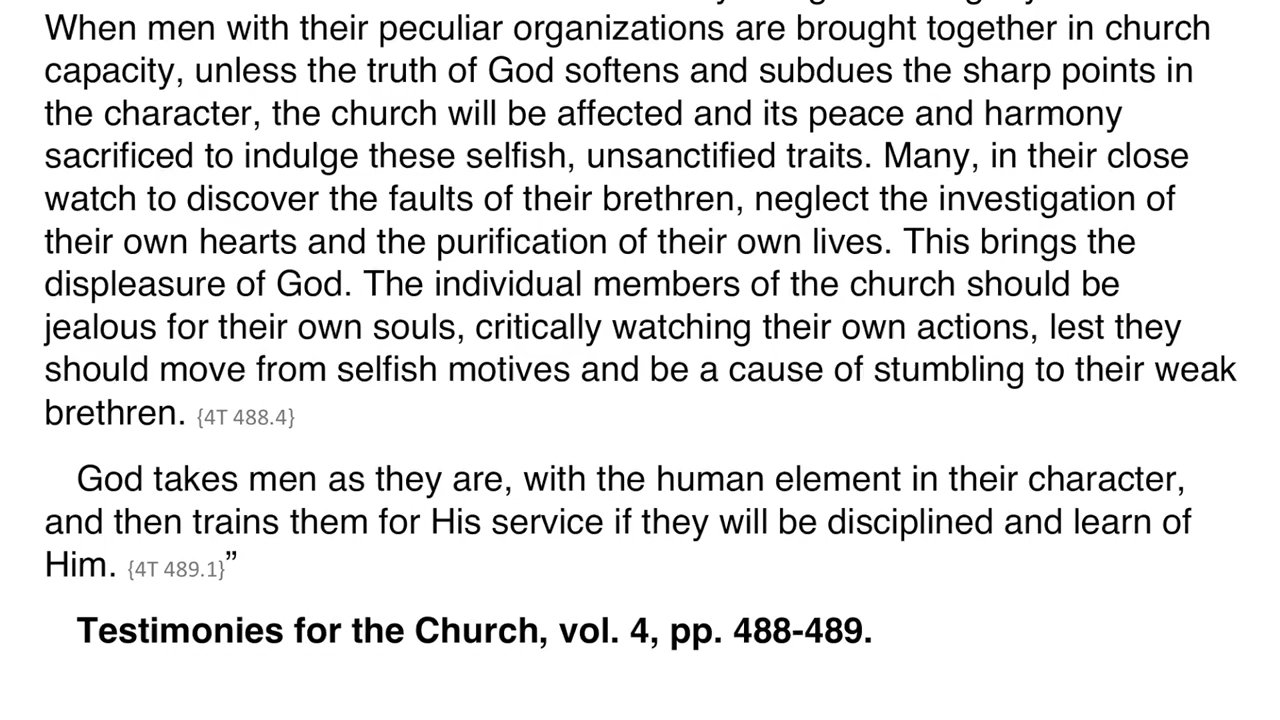 When men with their peculiar organizations are brought together in church
capacity, unless the truth of God softens and subdues the sharp points in
the character, the church will be affected and its peace and harmony
sacrificed to indulge these selfish, unsanctified traits. Many, in their close
watch to discover the faults of their brethren, neglect the investigation of
their own hearts and the purification of their own lives. This brings the
displeasure of God. The individual members of the church should be
jealous for their own souls, critically watching their own actions, lest they
should move from selfish motives and be a cause of stumbling to their weak
brethren. {4T 488.4}
God takes men as they are, with the human element in their character,
and then trains them for His service if they will be disciplined and learn of
Him. {4T 489.1}”
Testimonies for the Church, vol. 4, pp. 488-489.